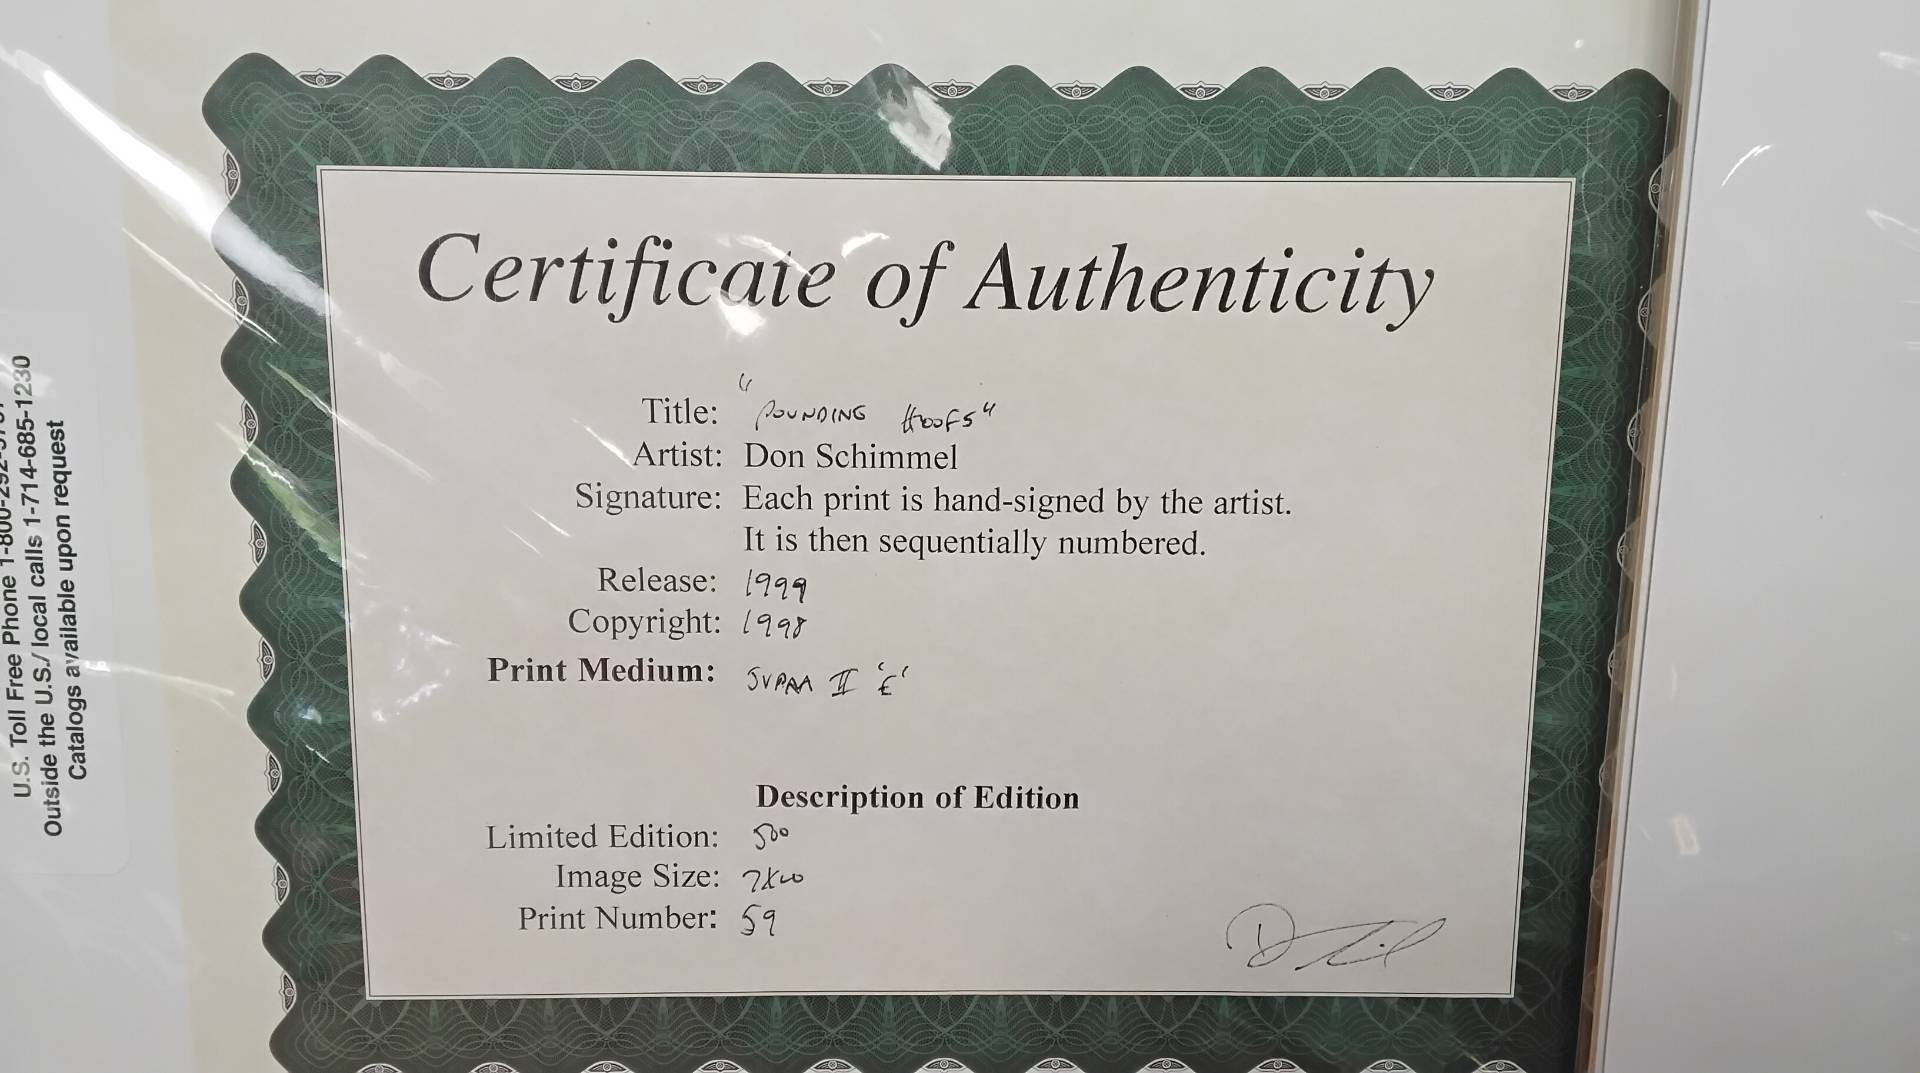 Certificate of Authenticity
Title: "POUNDING HOOFS"
Artist: Don Schimmel
Signature: Each print is hand-signed by the artist.
It is then sequentially numbered.
Release: 1999
Copyright: 1998
Print Medium: II 'E'
Description of Edition
Limited Edition: 500
Image Size:
Print Number: 59
U.S. Toll Free Phone
Outside the U.S./local calls 1-714-685-1230
Catalogs available upon request